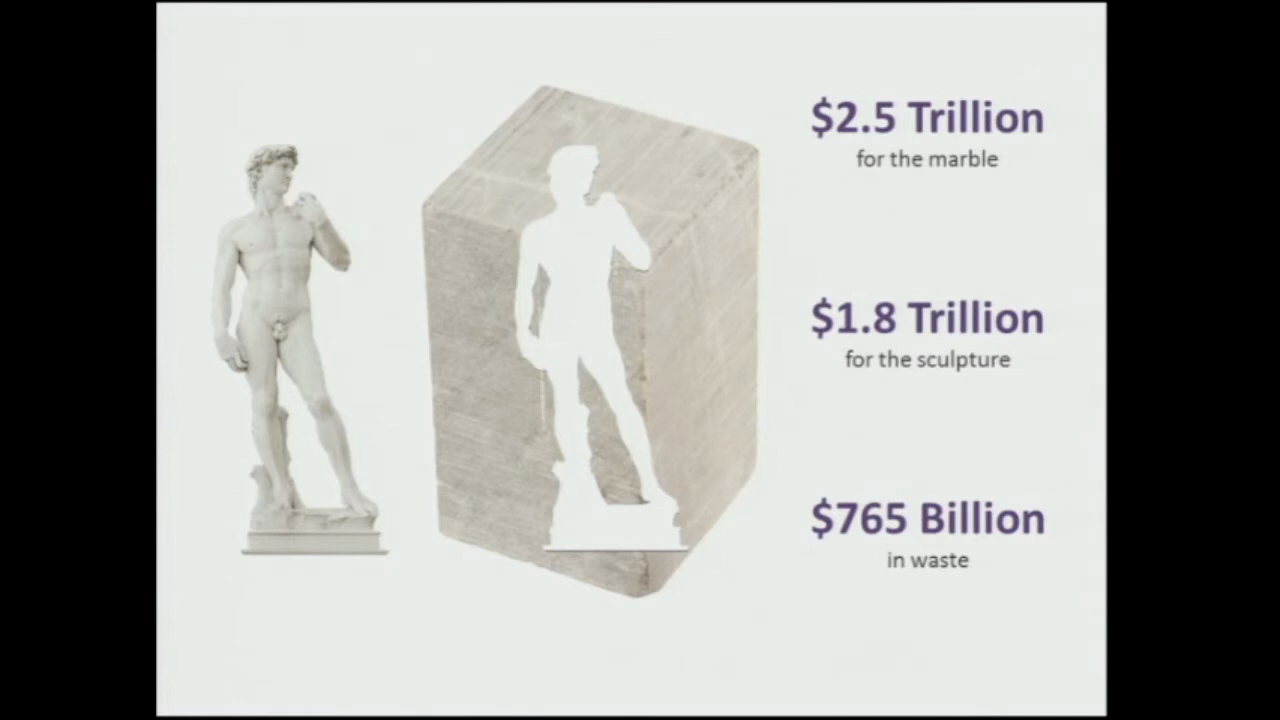 $2.5 Trillion
for the marble
$1.8 Trillion
for the sculpture
$765 Billion
in waste